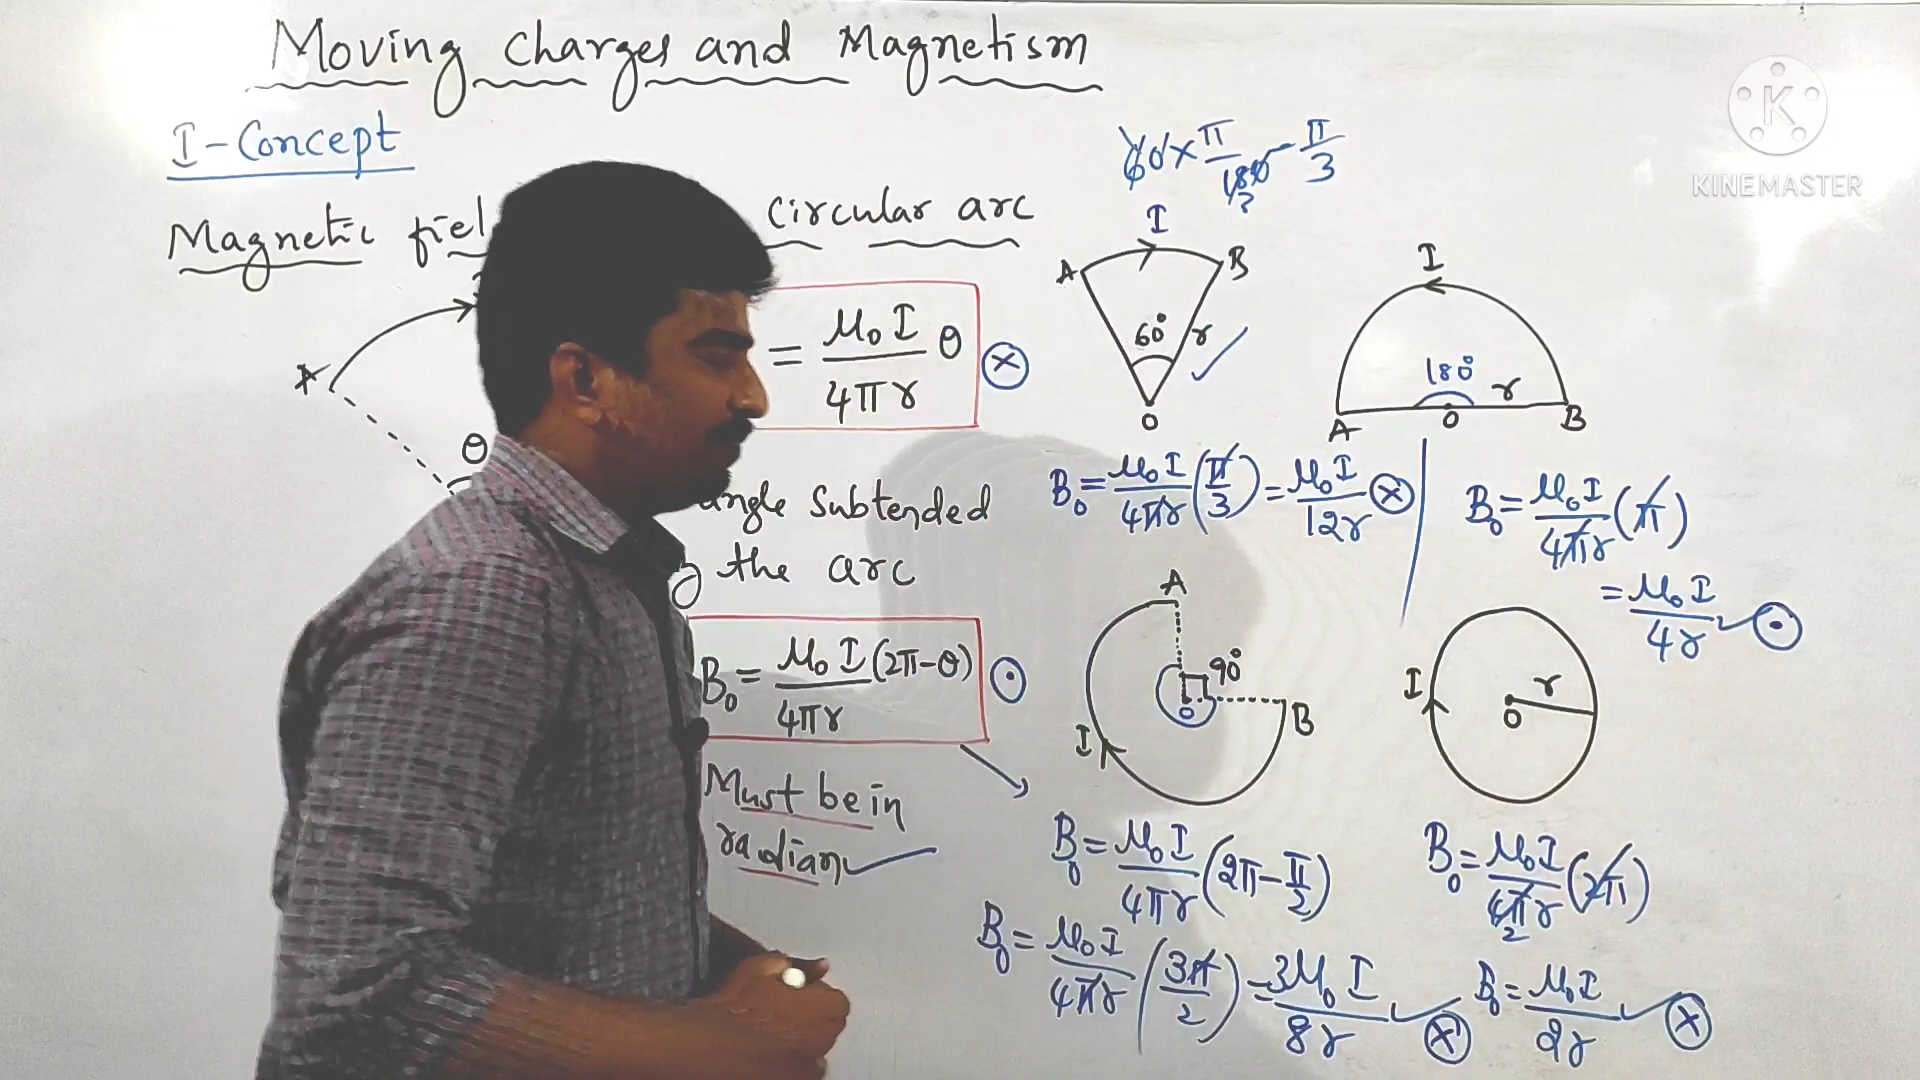 Moving charges and Magnetism
I-Concept
Magnetic circular arc
A
θ
= μ₀I/4πr θ ⊗
angle subtended
the arc
B₀ = μ₀I/4πr (2π-θ) ⊙
Must be in
radian
60 × π/180 - π/3
3
I
A B
60° r
O
B₀ = μ₀I/4πr (π/3) = μ₀I/12r ⊗
I
180° r
A O B
B₀ = μ₀I/4πr (π)
= μ₀I/4r ⊙
A
90°
O B
I
B₀ = μ₀I/4πr (2π - π/2)
B₀ = μ₀I/4πr (3π/2) = 3μ₀I/8r ⊗
I r
O
B₀ = μ₀I/4πr (2π)
2
B₀ = μ₀I/2r ⊗
K
KINEMASTER